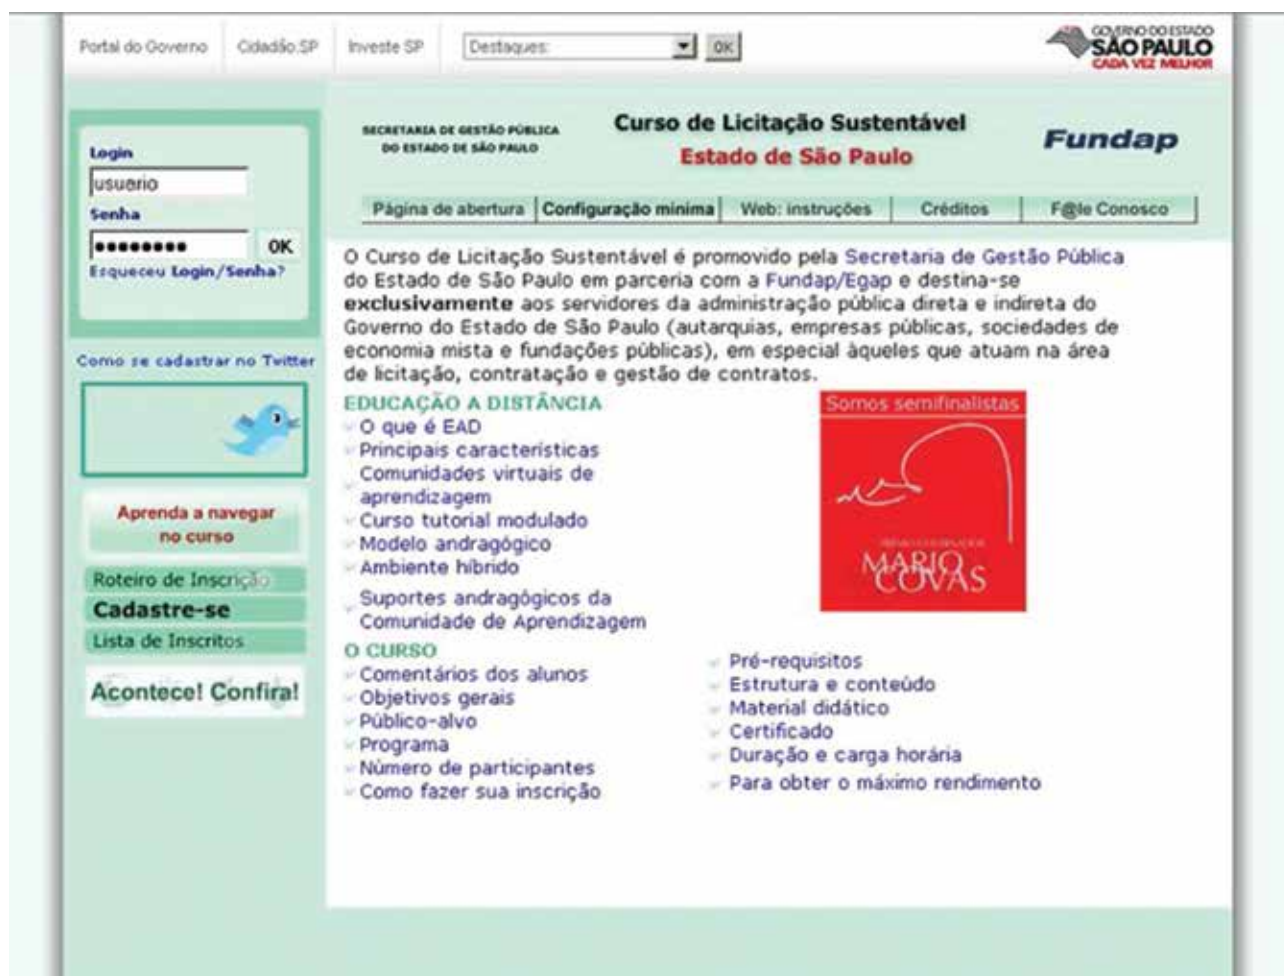 Portal do Governo
Cidadão.SP
Investe SP
Destaques:
OK
GOVERNO DO ESTADO
SÃO PAULO
CADA VEZ MELHOR
SECRETARIA DE GESTÃO PÚBLICA
DO ESTADO DE SÃO PAULO
Curso de Licitação Sustentável
Estado de São Paulo
Fundap
Página de abertura
Configuração mínima
Web: instruções
Créditos
F@le Conosco
Login
usuario
Senha
●●●●●●●●●
OK
Esqueceu Login/Senha?
Como se cadastrar no Twitter
Aprenda a navegar
no curso
Roteiro de Inscrição
Cadastre-se
Lista de Inscritos
Acontece! Confira!
O Curso de Licitação Sustentável é promovido pela Secretaria de Gestão Pública
do Estado de São Paulo em parceria com a Fundap/Egap e destina-se
exclusivamente aos servidores da administração pública direta e indireta do
Governo do Estado de São Paulo (autarquias, empresas públicas, sociedades de
economia mista e fundações públicas), em especial àqueles que atuam na área
de licitação, contratação e gestão de contratos.
EDUCAÇÃO A DISTÂNCIA
O que é EAD
Principais características
Comunidades virtuais de
aprendizagem
Curso tutorial modulado
Modelo andragógico
Ambiente híbrido
Suportes andragógicos da
Comunidade de Aprendizagem
Somos semifinalistas
PRÊMIO GOVERNADOR
MARIO
COVAS
O CURSO
Comentários dos alunos
Objetivos gerais
Público-alvo
Programa
Número de participantes
Como fazer sua inscrição
Pré-requisitos
Estrutura e conteúdo
Material didático
Certificado
Duração e carga horária
Para obter o máximo rendimento